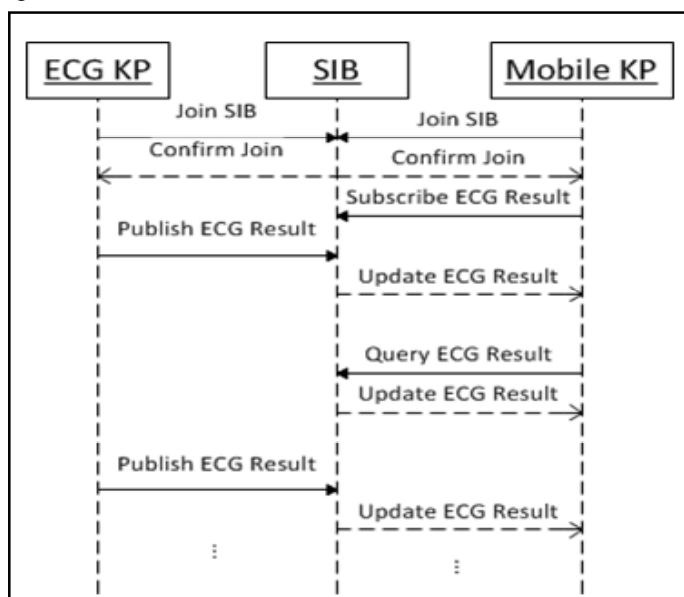 ECG KP
SIB
Mobile KP
Join SIB
Join SIB
Confirm Join
Confirm Join
Subscribe ECG Result
Publish ECG Result
Update ECG Result
Query ECG Result
Update ECG Result
Publish ECG Result
Update ECG Result
...
...